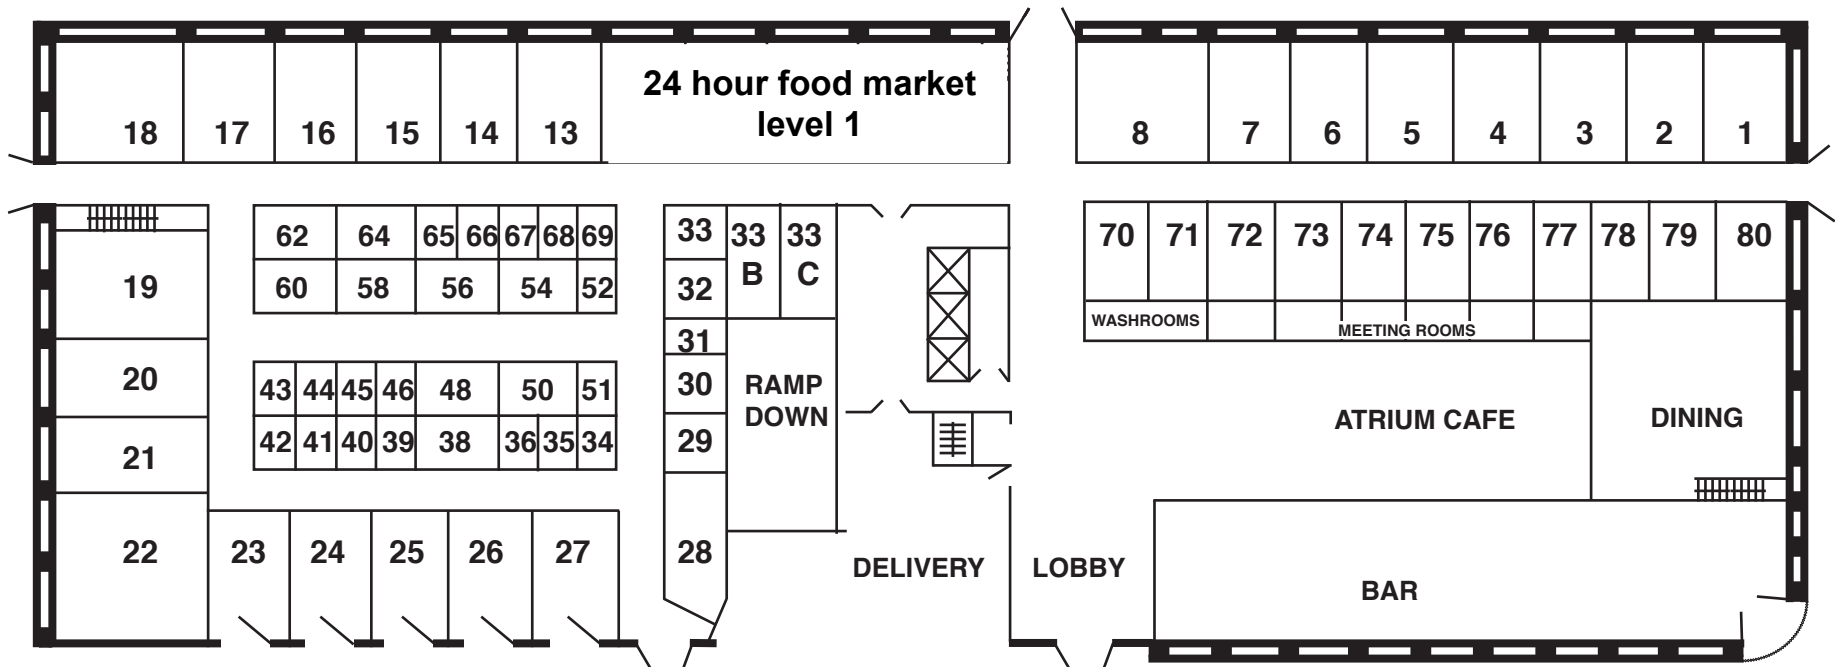 24 hour food market
level 1
18 17 16 15 14 13
8 7 6 5 4 3 2 1
62 64 65 66 67 68 69
60 58 56 54 52
43 44 45 46 48 50 51
42 41 40 39 38 36 35 34
19
20
21
22
23 24 25 26 27
33
32
31
30
29
28
33
B
33
C
RAMP
DOWN
70 71 72 73 74 75 76 77 78 79 80
WASHROOMS
MEETING ROOMS
ATRIUM CAFE
DINING
DELIVERY
LOBBY
BAR